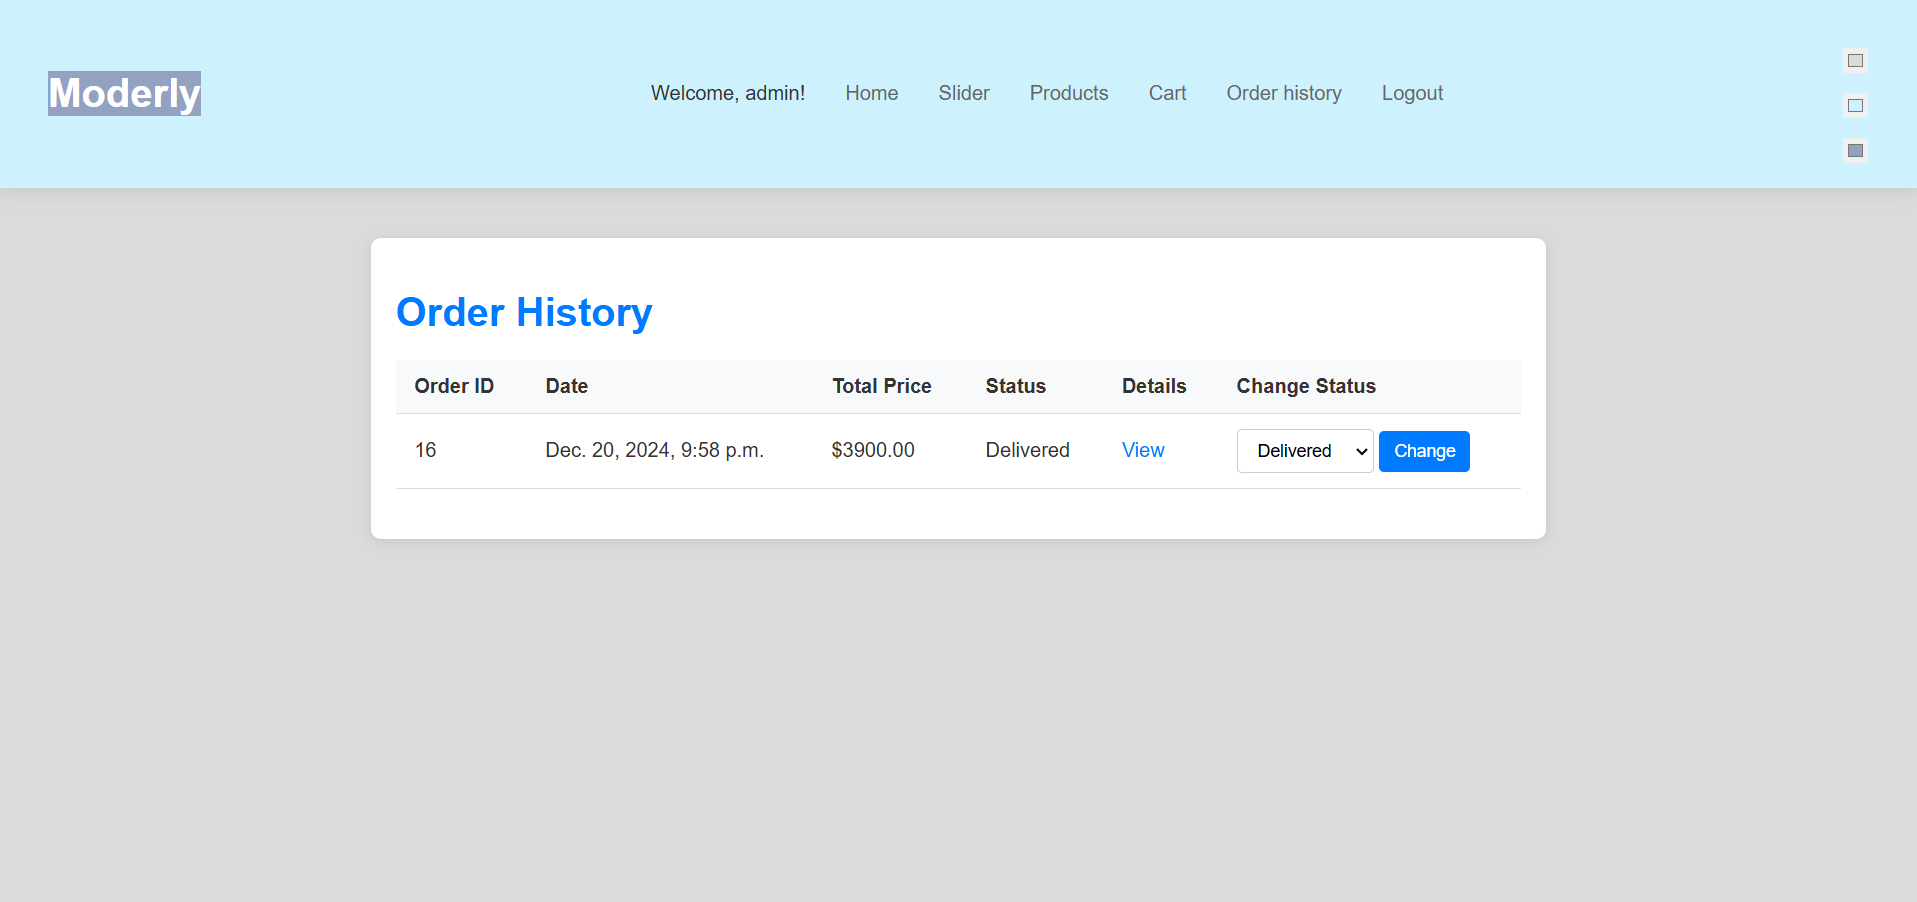 Moderly
Welcome, admin! Home Slider Products Cart Order history Logout
Order History
Order ID Date Total Price Status Details Change Status
16 Dec. 20, 2024, 9:58 p.m. $3900.00 Delivered View Delivered Change